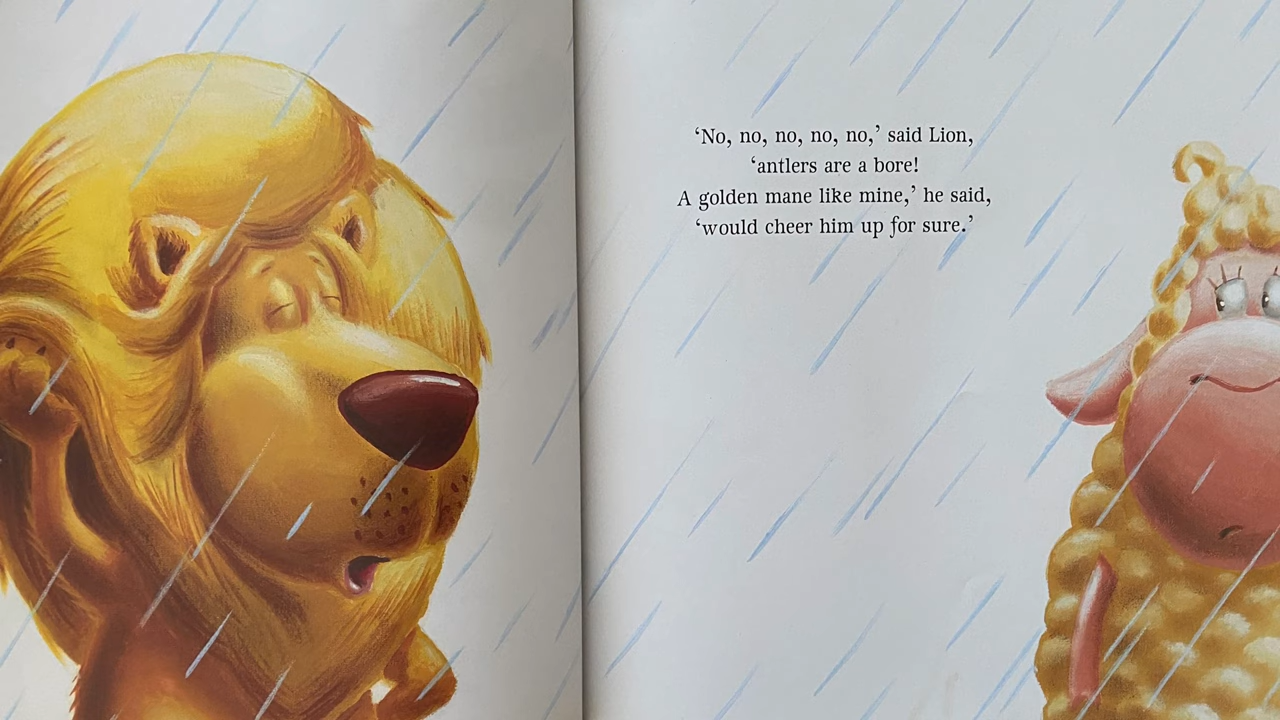 ‘No, no, no, no, no,’ said Lion,
‘antlers are a bore!
A golden mane like mine,’ he said,
‘would cheer him up for sure.’